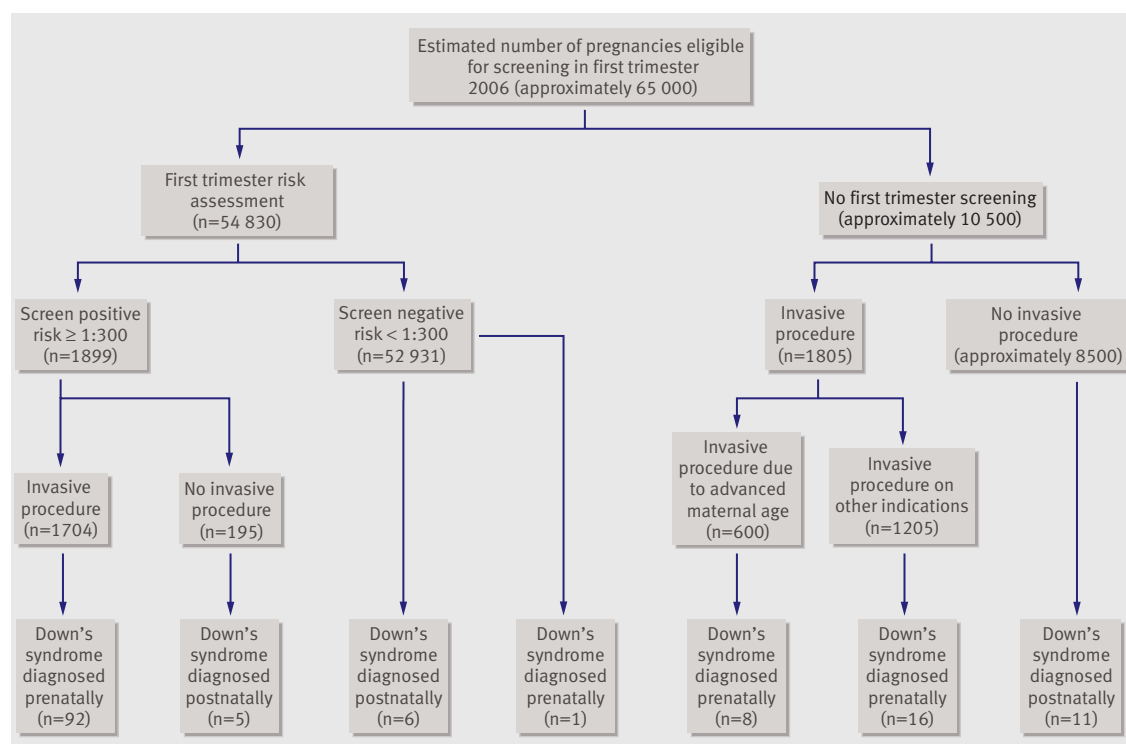 Estimated number of pregnancies eligible
for screening in first trimester
2006 (approximately 65 000)
First trimester risk
assessment
(n=54 830)
No first trimester screening
(approximately 10 500)
Screen positive
risk ≥ 1:300
(n=1899)
Screen negative
risk < 1:300
(n=52 931)
Invasive
procedure
(n=1805)
No invasive
procedure
(approximately 8500)
Invasive
procedure
(n=1704)
No invasive
procedure
(n=195)
Invasive
procedure due
to advanced
maternal age
(n=600)
Invasive
procedure on
other indications
(n=1205)
Down's
syndrome
diagnosed
prenatally
(n=92)
Down's
syndrome
diagnosed
postnatally
(n=5)
Down's
syndrome
diagnosed
postnatally
(n=6)
Down's
syndrome
diagnosed
prenatally
(n=1)
Down's
syndrome
diagnosed
prenatally
(n=8)
Down's
syndrome
diagnosed
prenatally
(n=16)
Down's
syndrome
diagnosed
postnatally
(n=11)